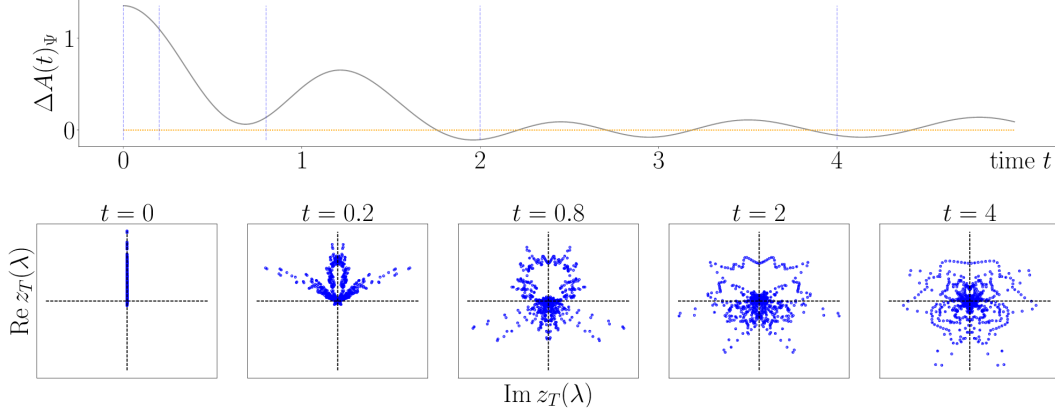 ΔA(t)_Ψ
1
0
0 1 2 3 4 time t
t = 0 t = 0.2 t = 0.8 t = 2 t = 4
Re z_T(λ)
Im z_T(λ)